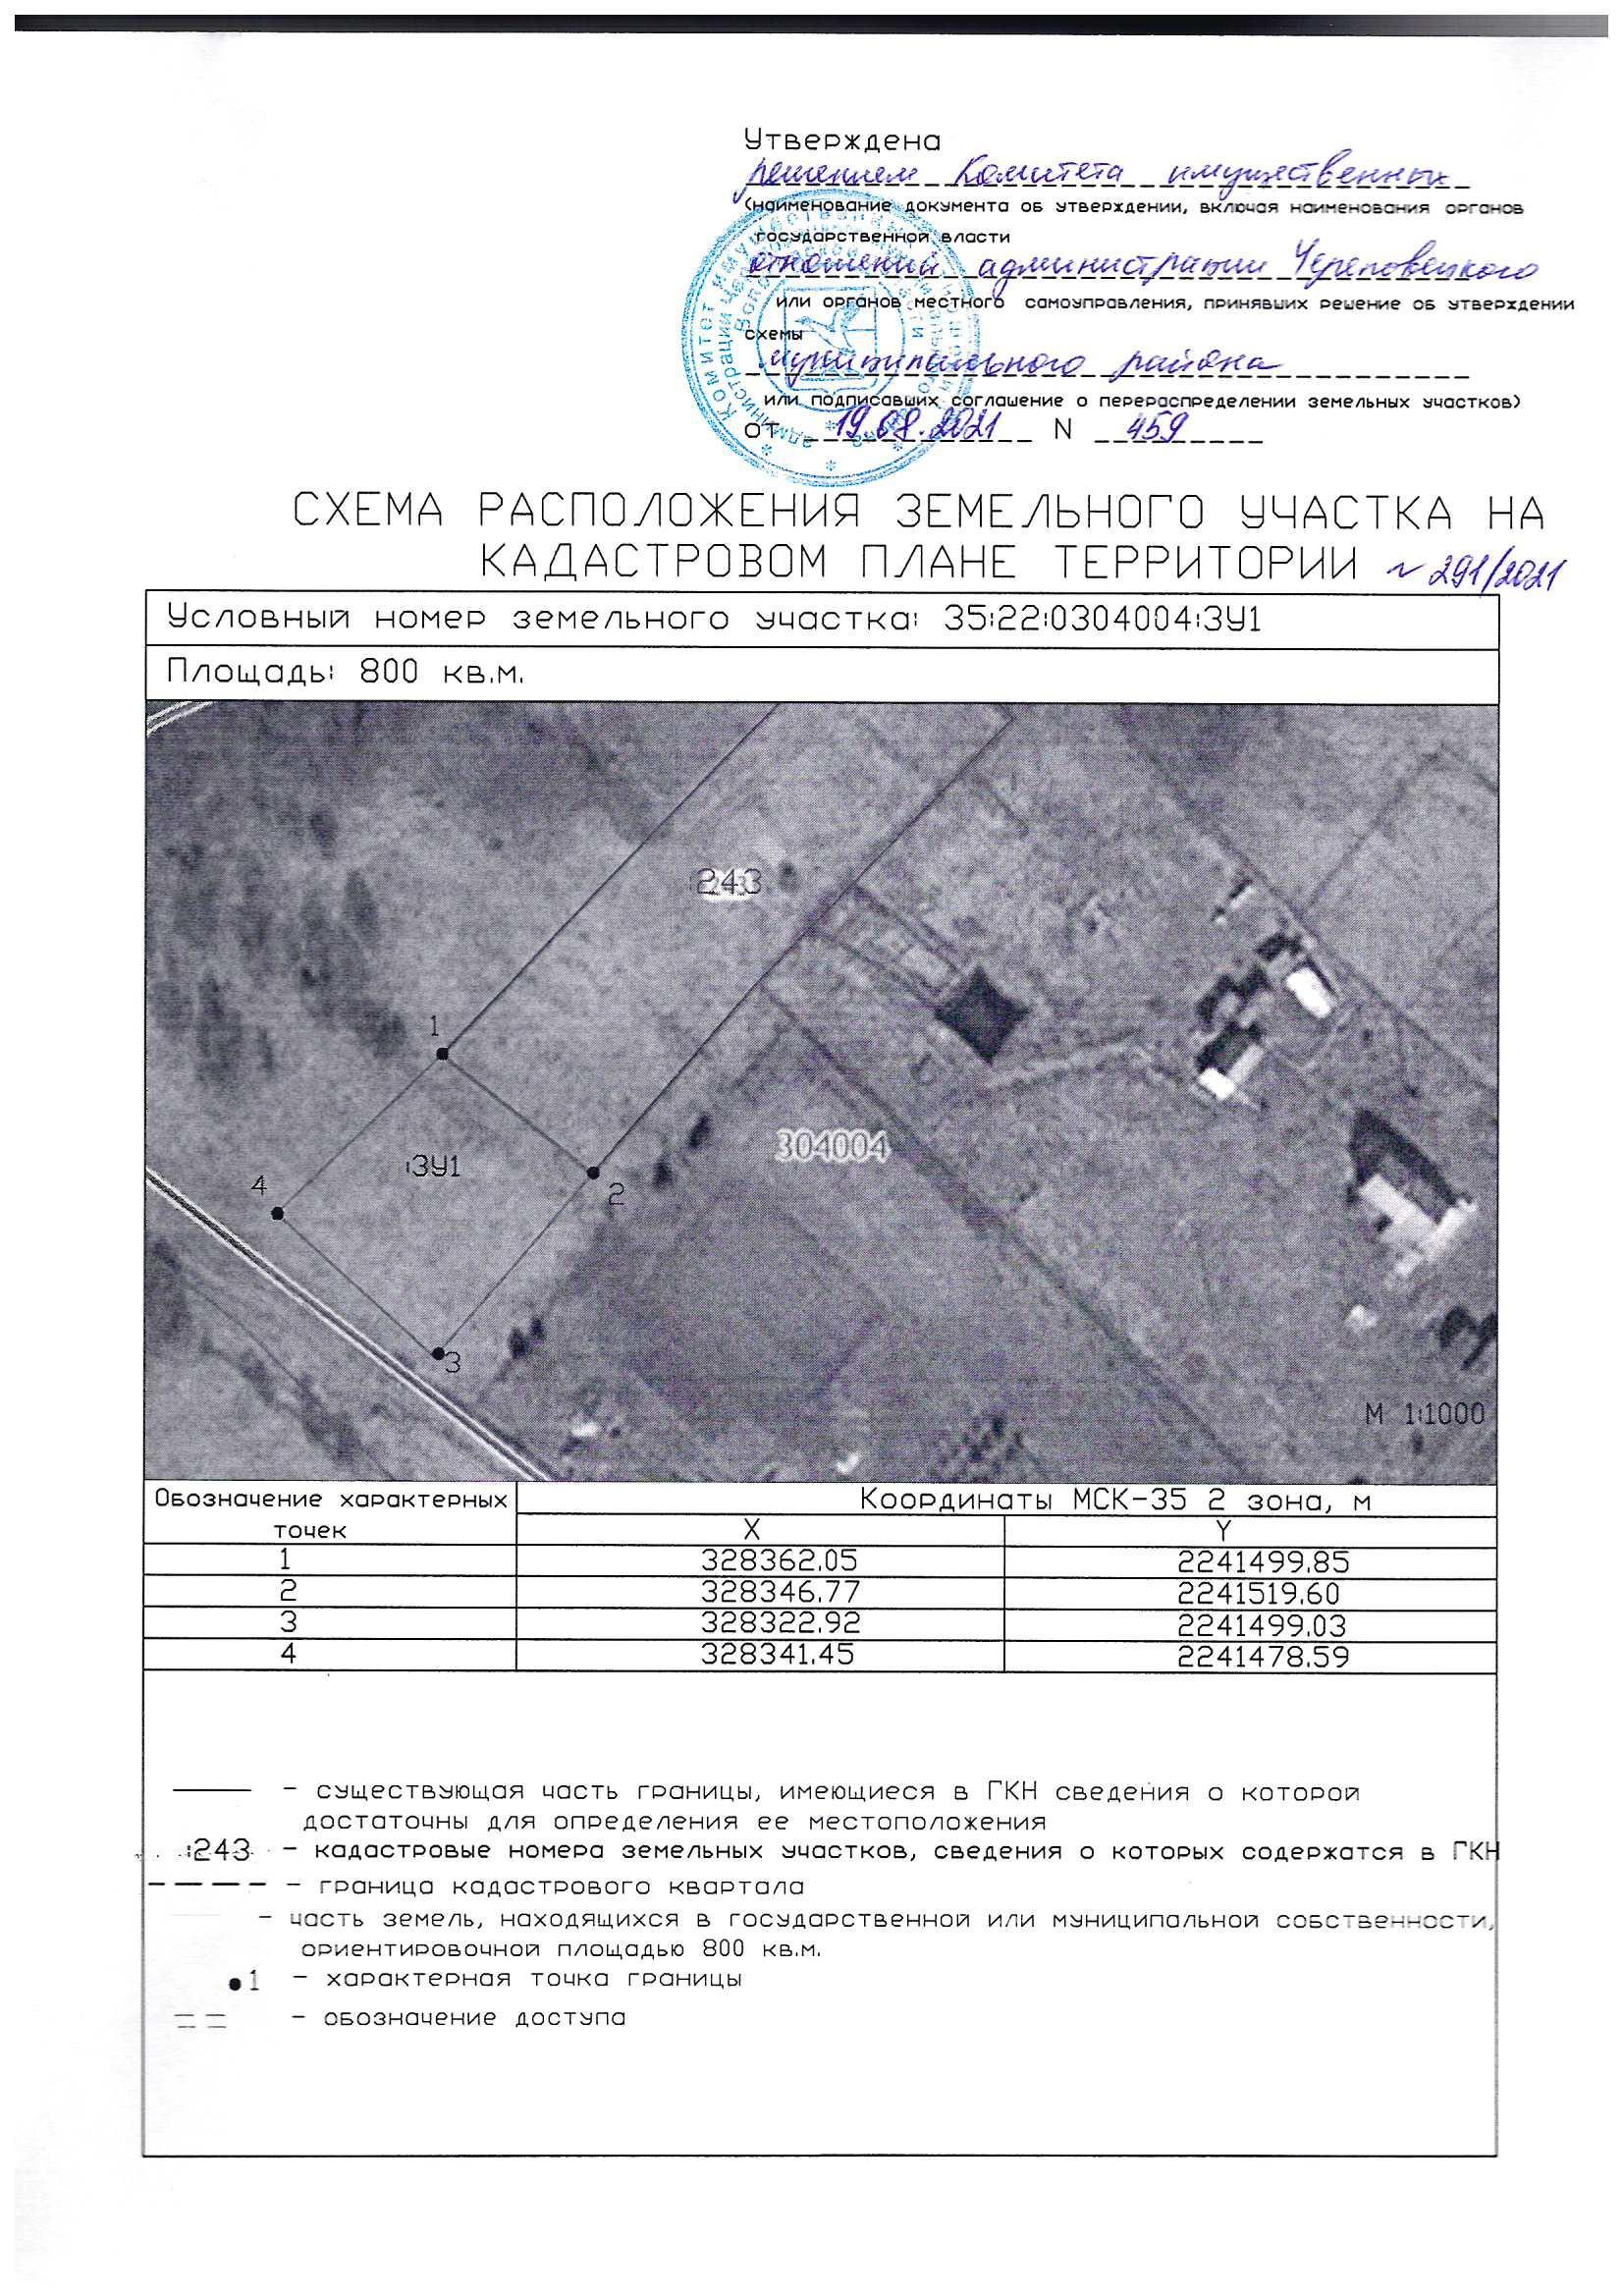 Утверждена
решением Комитета имущественных
(наименование документа об утверждении, включая наименования органов
государственной власти
отношений администрации Череповецкого
или органов местного самоуправления, принявших решение об утверждении
схемы
муниципального района
или подписавших соглашение о перераспределении земельных участков)
от 19.08.2021 N 459
СХЕМА РАСПОЛОЖЕНИЯ ЗЕМЕЛЬНОГО УЧАСТКА НА
КАДАСТРОВОМ ПЛАНЕ ТЕРРИТОРИИ № 291/2021
Условный номер земельного участка: 35:22:0304004:ЗУ1
Площадь: 800 кв.м.
:243
1
304004
:ЗУ1
4
2
3
М 1:1000
Обозначение характерных точек Координаты МСК-35 2 зона, м
X Y
1 328362.05 2241499.85
2 328346.77 2241519.60
3 328322.92 2241499.03
4 328341.45 2241478.59
– существующая часть границы, имеющиеся в ГКН сведения о которой
достаточны для определения ее местоположения
:243 – кадастровые номера земельных участков, сведения о которых содержатся в ГКН
– граница кадастрового квартала
– часть земель, находящихся в государственной или муниципальной собственности,
ориентировочной площадью 800 кв.м.
1 – характерная точка границы
– обозначение доступа